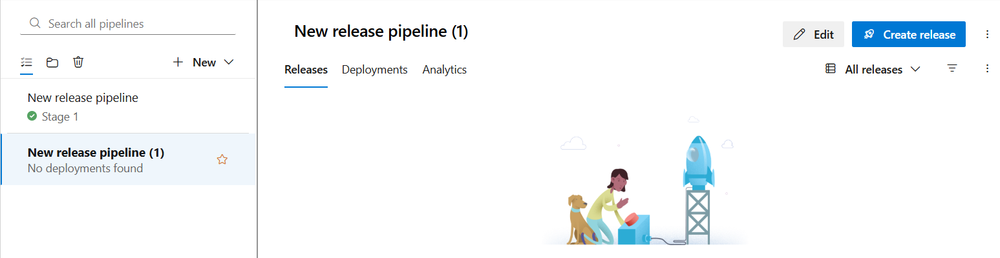 Search all pipelines
New
New release pipeline
Stage 1
New release pipeline (1)
No deployments found
New release pipeline (1)
Edit
Create release
Releases Deployments Analytics
All releases